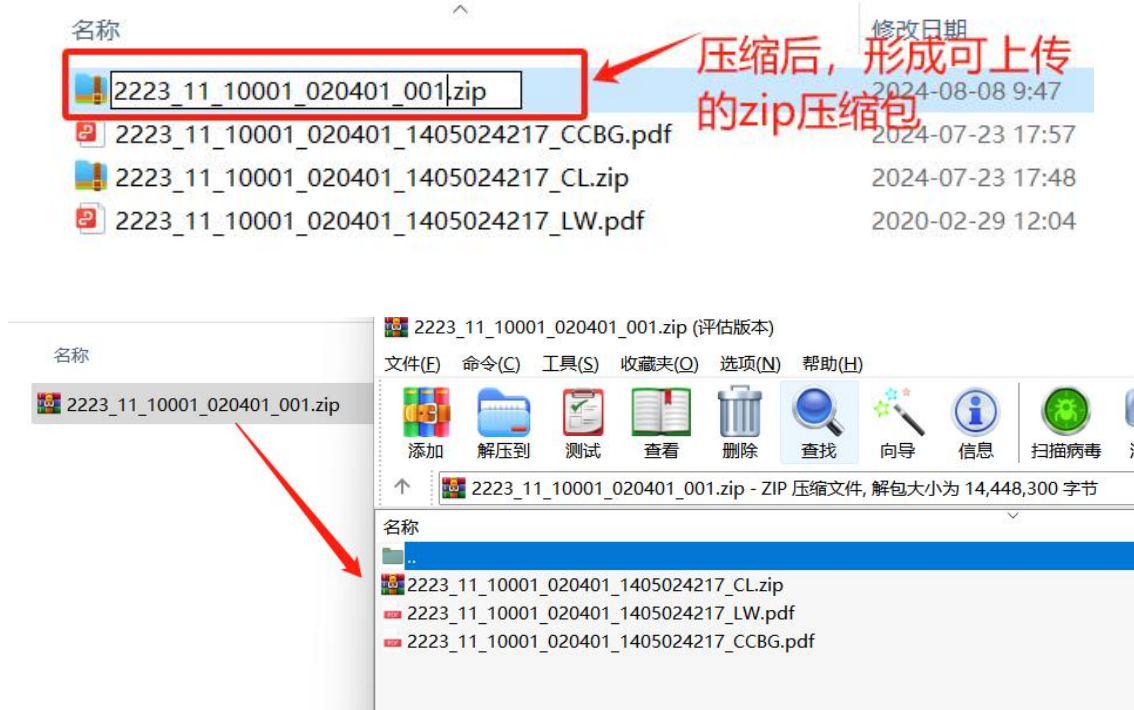 名称
修改日期
压缩后，形成可上传
的zip压缩包
2223_11_10001_020401_001.zip
2024-08-08 9:47
2223_11_10001_020401_1405024217_CCBG.pdf
2024-07-23 17:57
2223_11_10001_020401_1405024217_CL.zip
2024-07-23 17:48
2223_11_10001_020401_1405024217_LW.pdf
2020-02-29 12:04
名称
2223_11_10001_020401_001.zip
2223_11_10001_020401_001.zip (评估版本)
文件(F) 命令(C) 工具(S) 收藏夹(O) 选项(N) 帮助(H)
添加 解压到 测试 查看 删除 查找 向导 信息 扫描病毒
2223_11_10001_020401_001.zip - ZIP 压缩文件, 解包大小为 14,448,300 字节
名称
..
2223_11_10001_020401_1405024217_CL.zip
PDF 2223_11_10001_020401_1405024217_LW.pdf
PDF 2223_11_10001_020401_1405024217_CCBG.pdf